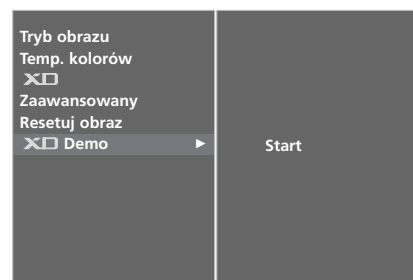 Tryb obrazu
Temp. kolorów
XD
Zaawansowany
Resetuj obraz
XD Demo ►
Start